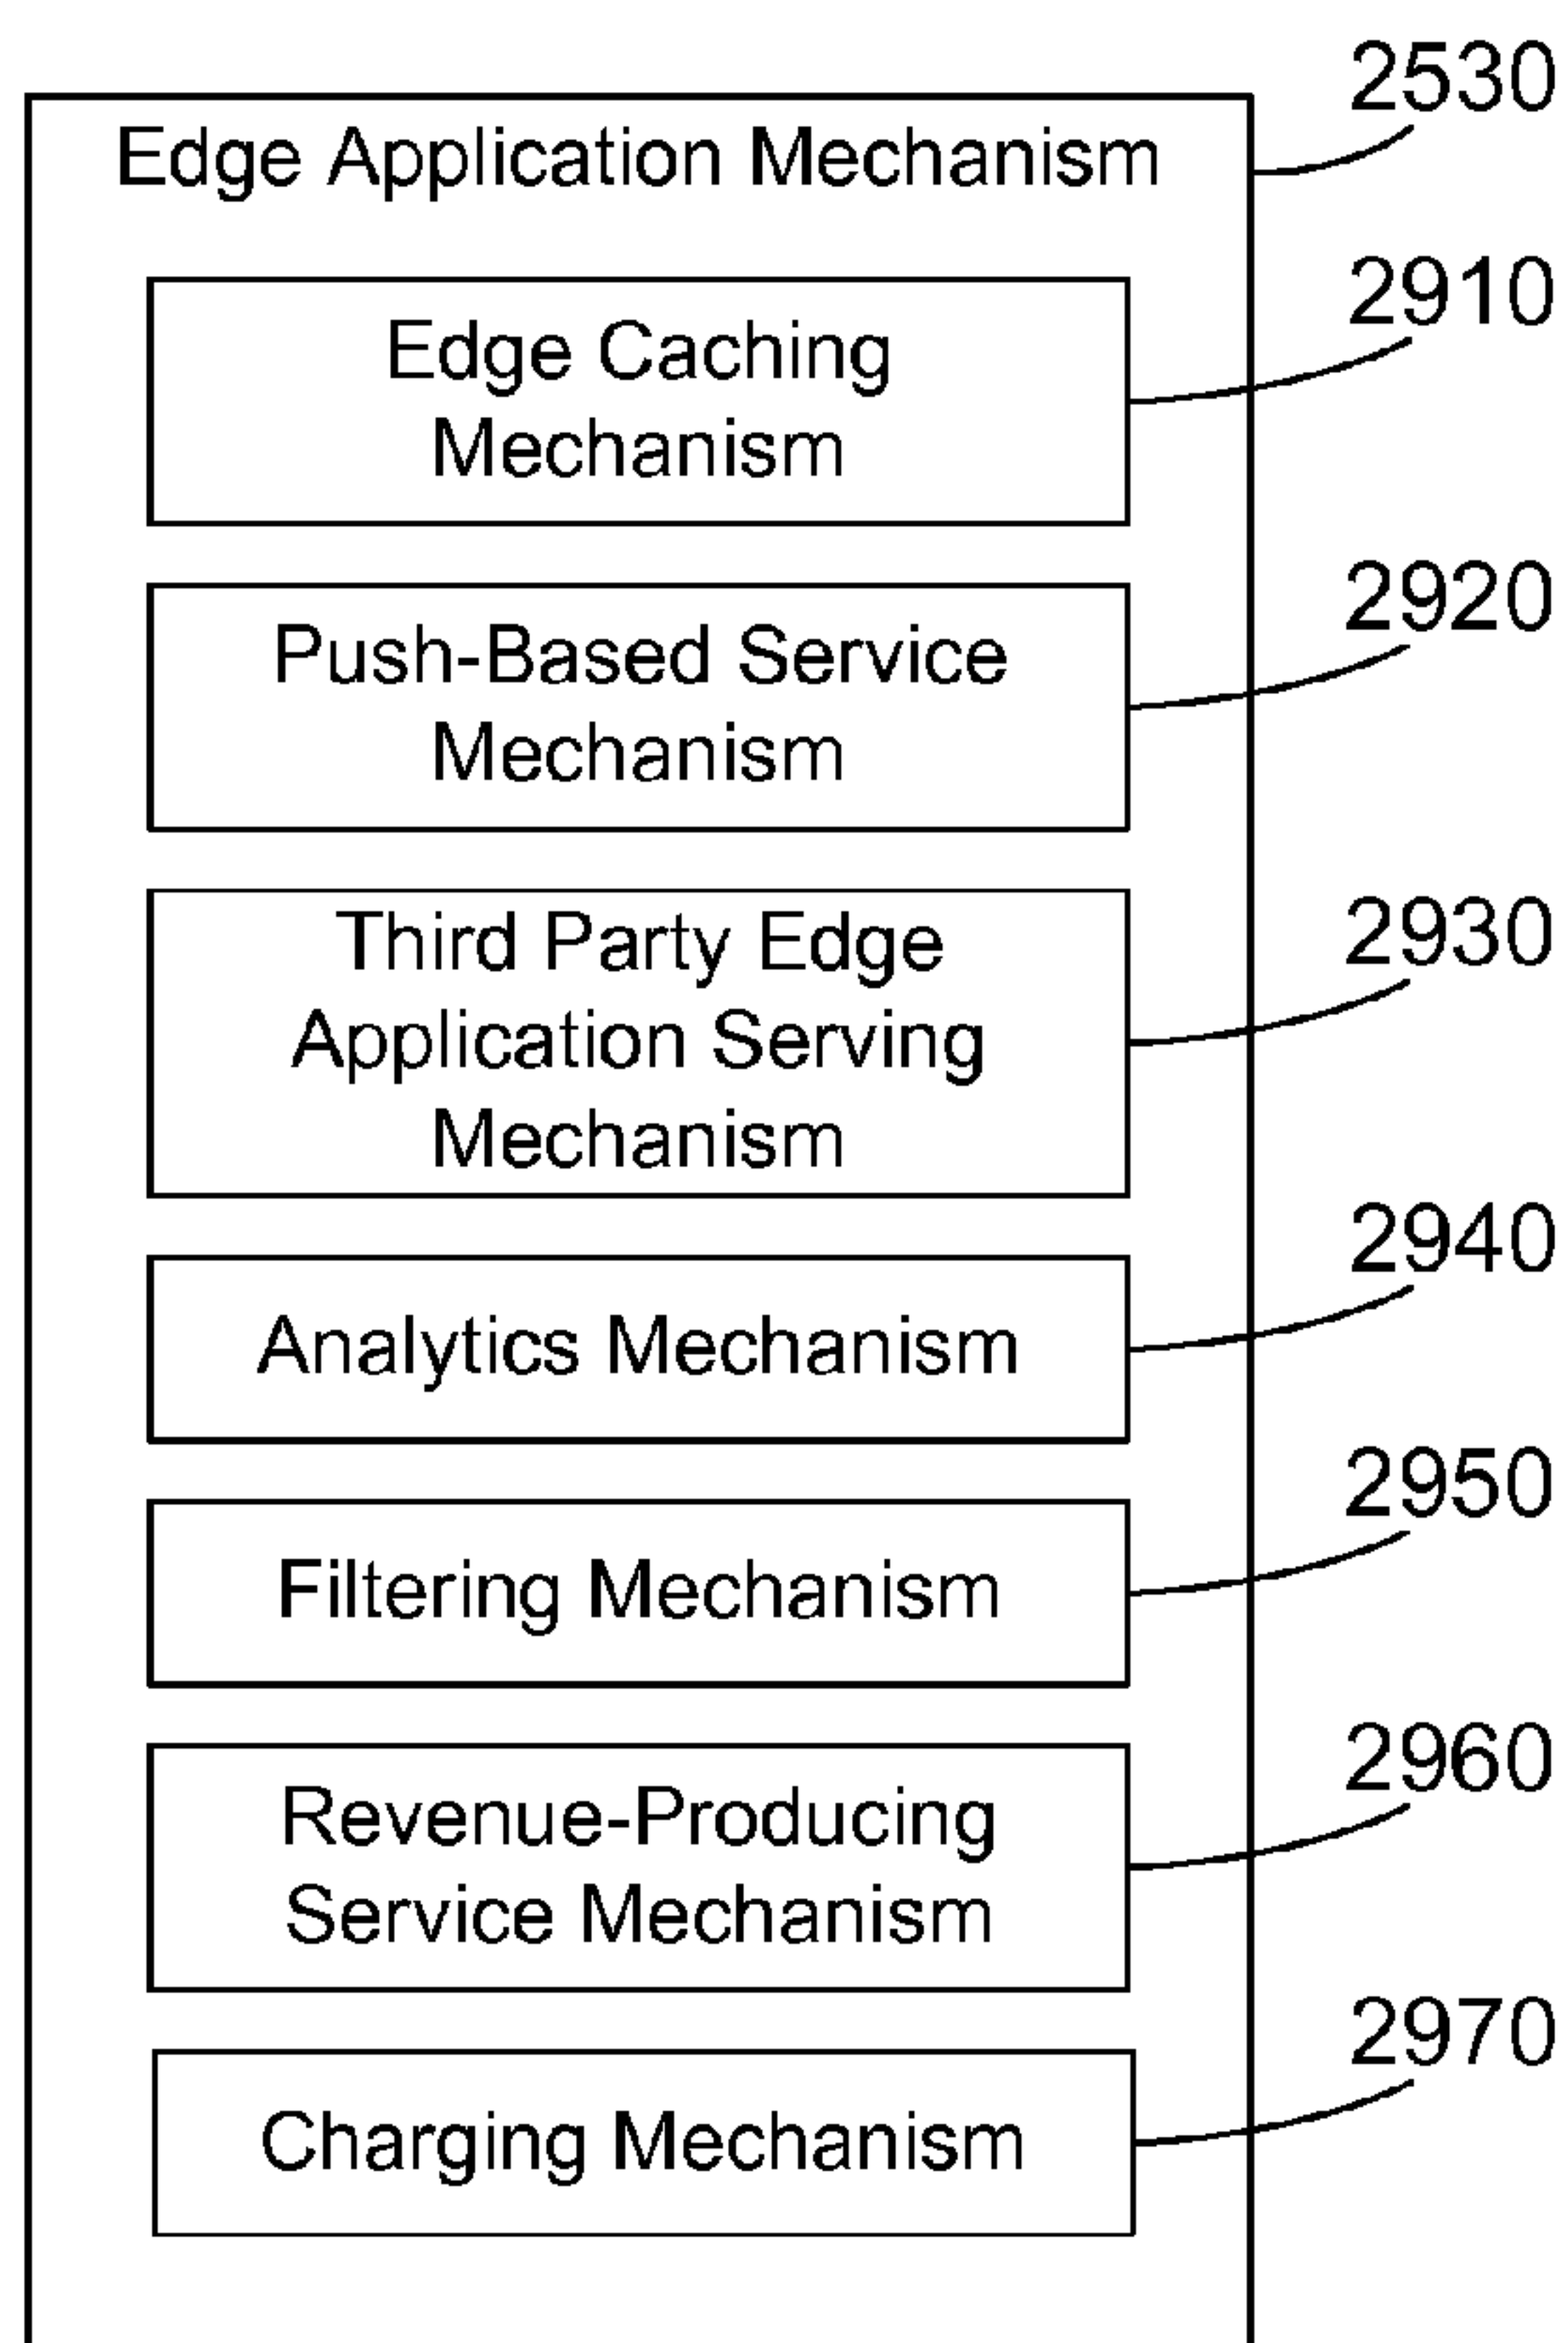 2530
Edge Application Mechanism
2910
Edge Caching
Mechanism
2920
Push-Based Service
Mechanism
2930
Third Party Edge
Application Serving
Mechanism
2940
Analytics Mechanism
2950
Filtering Mechanism
2960
Revenue-Producing
Service Mechanism
2970
Charging Mechanism